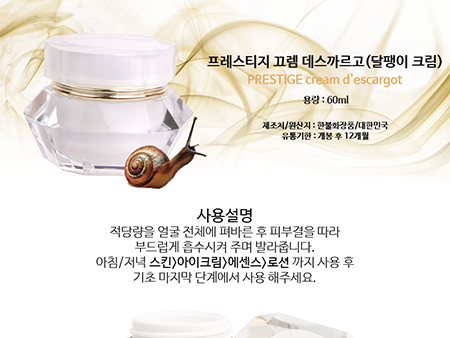 프레스티지 끄렘 데스까르고(달팽이 크림)
PRESTIGE cream d'escargot
용량 : 60ml
제조처/원산지 : 한불화장품/대한민국
유통기한 : 개봉 후 12개월
사용설명
적당량을 얼굴 전체에 펴바른 후 피부결을 따라
부드럽게 흡수시켜 주며 발라줍니다.
아침/저녁 스킨>아이크림>에센스>로션 까지 사용 후
기초 마지막 단계에서 사용 해주세요.